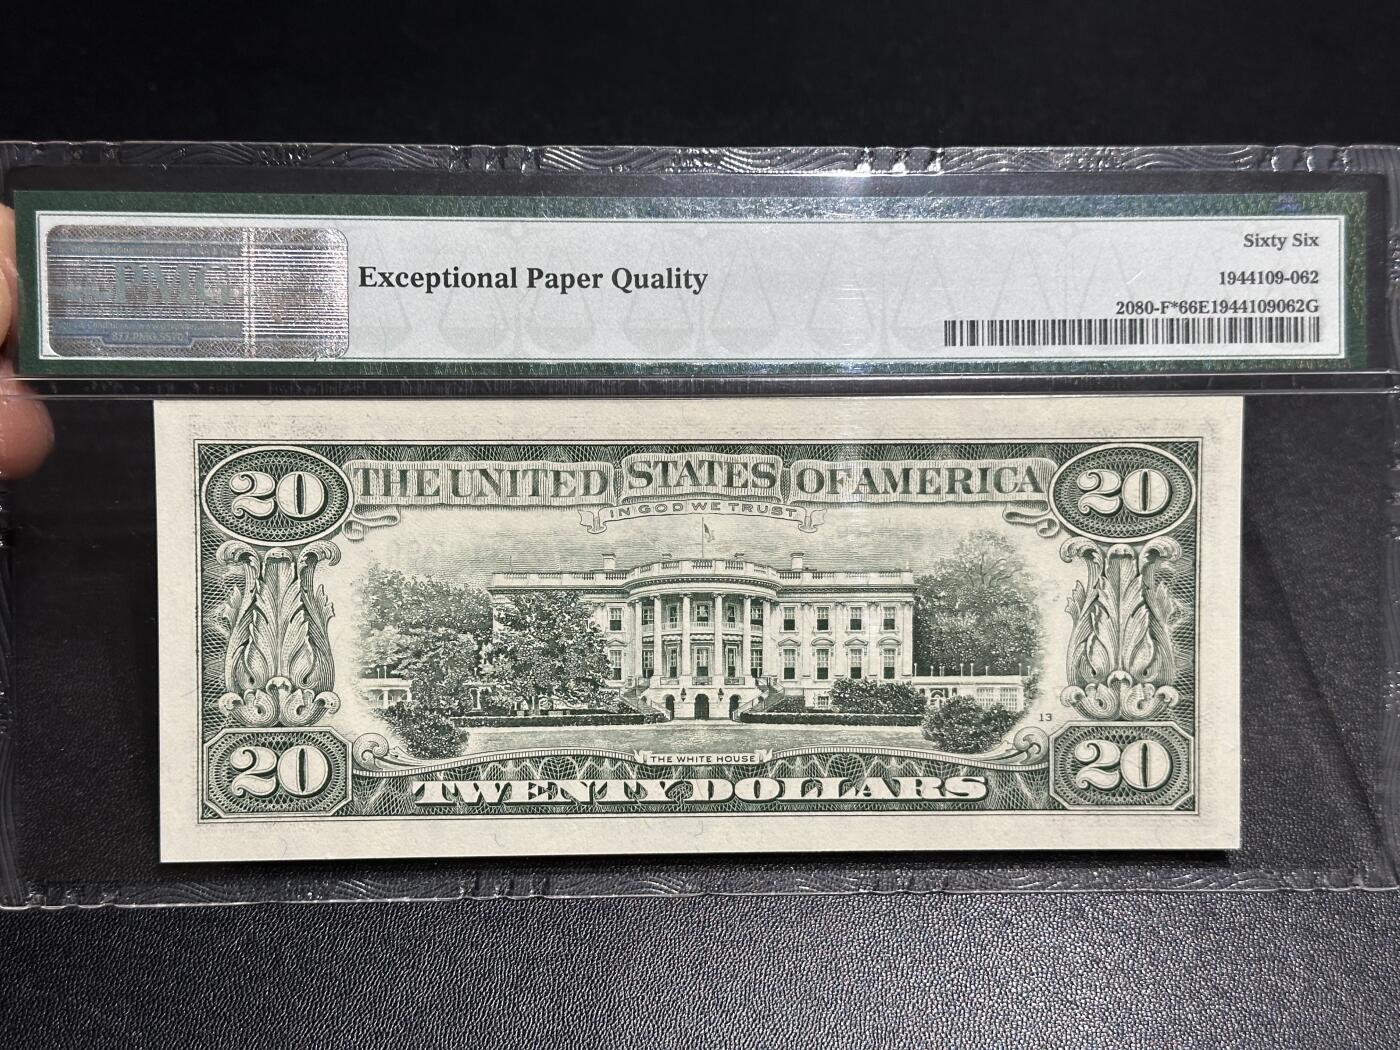 PMG
Exceptional Paper Quality
Sixty Six
1944109-062
2080-F*66E1944109062G
20
THE UNITED STATES OF AMERICA
20
IN GOD WE TRUST
13
20
THE WHITE HOUSE
20
TWENTY DOLLARS